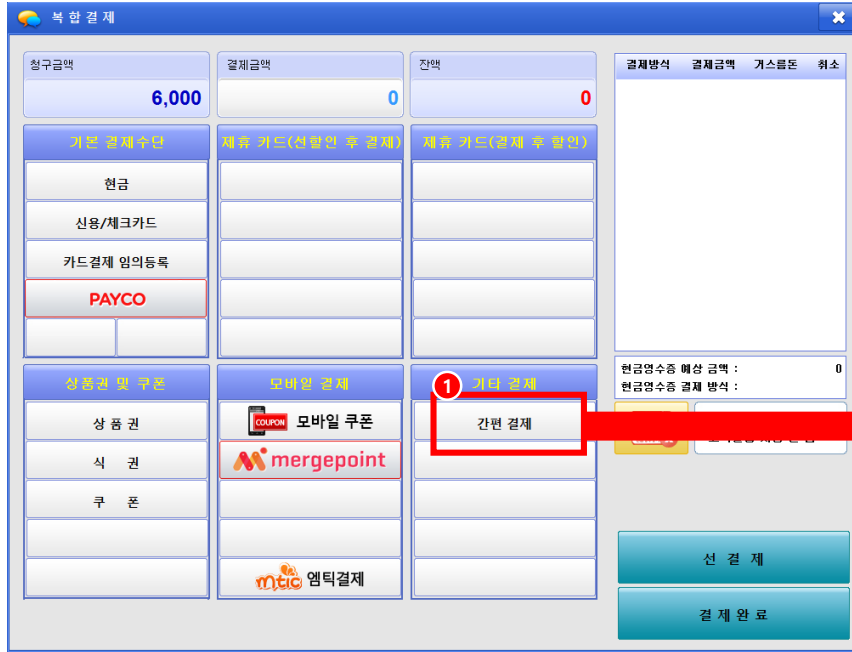 복합결제
청구금액 결제금액 잔액
6,000 0 0
결제방식 결제금액 거스름돈 취소
기본 결제수단 제휴 카드(선할인 후 결제) 제휴 카드(결제 후 할인)
현금
신용/체크카드
카드결제 임의등록
PAYCO
현금영수증 예상 금액 : 0
현금영수증 결제 방식 :
상품권 및 쿠폰 모바일 결제 1 기타 결제
상 품 권 COUPON 모바일 쿠폰 간편 결제
식 권 mergepoint
쿠 폰
mtic 엠틱결제
선 결 제
결 제 완 료